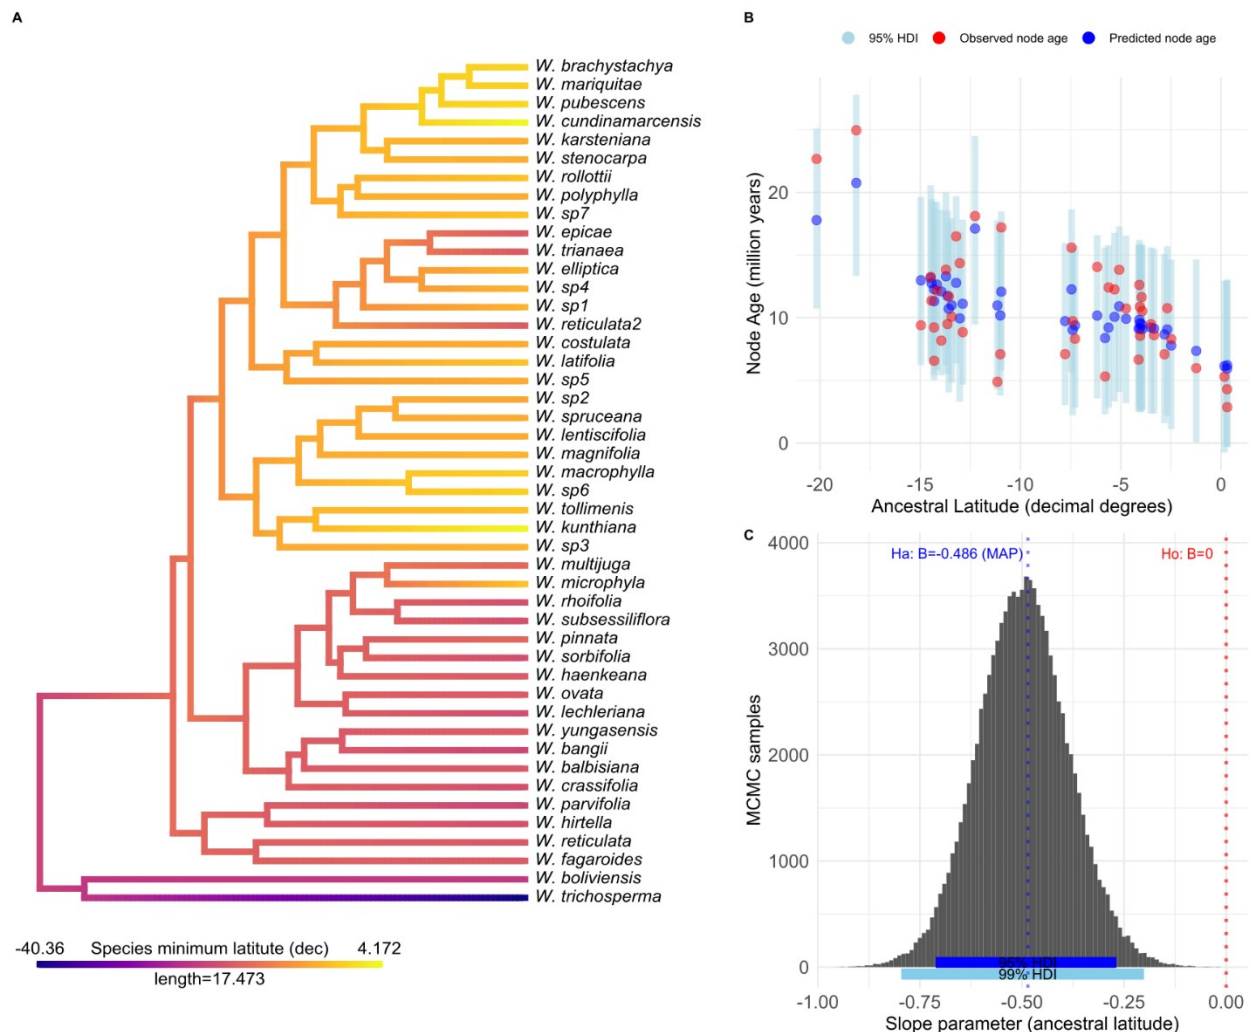 A
W. brachystachya
W. mariquitae
W. pubescens
W. cundinamarcensis
W. karsteniana
W. stenocarpa
W. rollottii
W. polyphylla
W. sp7
W. epicae
W. trianaea
W. elliptica
W. sp4
W. sp1
W. reticulata2
W. costulata
W. latifolia
W. sp5
W. sp2
W. spruceana
W. lentiscifolia
W. magnifolia
W. macrophylla
W. sp6
W. tollimenis
W. kunthiana
W. sp3
W. multijuga
W. microphyla
W. rhoifolia
W. subsessiliflora
W. pinnata
W. sorbifolia
W. haenkeana
W. ovata
W. lechleriana
W. yungasensis
W. bangii
W. balbisiana
W. crassifolia
W. parvifolia
W. hirtella
W. reticulata
W. fagaroides
W. boliviensis
W. trichosperma
-40.36 Species minimum latitute (dec) 4.172
length=17.473
B
95% HDI Observed node age Predicted node age
Node Age (million years)
20
10
0
-20 -15 -10 -5 0
Ancestral Latitude (decimal degrees)
C
Ha: B=-0.486 (MAP) Ho: B=0
MCMC samples
4000
3000
2000
1000
0
95% HDI
99% HDI
-1.00 -0.75 -0.50 -0.25 0.00
Slope parameter (ancestral latitude)